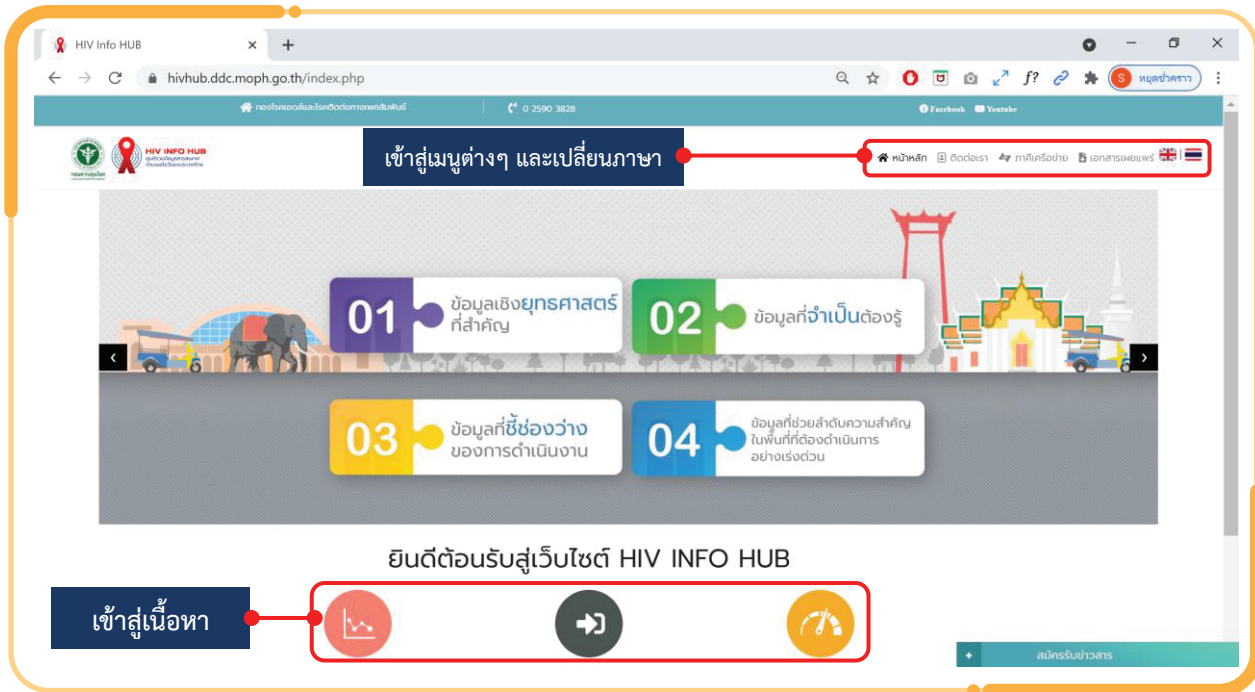 HIV Info HUB
hivhub.ddc.moph.go.th/index.php
f?
S หยุดชั่วคราว
กองโรคเอดส์และโรคติดต่อทางเพศสัมพันธ์
0 2590 3828
Facebook Youtube
กรมควบคุมโรค
HIV INFO HUB
เข้าสู่เมนูต่างๆ และเปลี่ยนภาษา
หน้าหลัก ติดต่อเรา ภาคีเครือข่าย เอกสารเผยแพร่
01 ข้อมูลเชิงยุทธศาสตร์
ที่สำคัญ
02 ข้อมูลที่จำเป็นต้องรู้
03 ข้อมูลที่ชี้ช่องว่าง
ของการดำเนินงาน
04 ข้อมูลที่ช่วยลำดับความสำคัญ
ในพื้นที่ที่ต้องดำเนินการ
อย่างเร่งด่วน
ยินดีต้อนรับสู่เว็บไซต์ HIV INFO HUB
เข้าสู่เนื้อหา
สมัครรับข่าวสาร